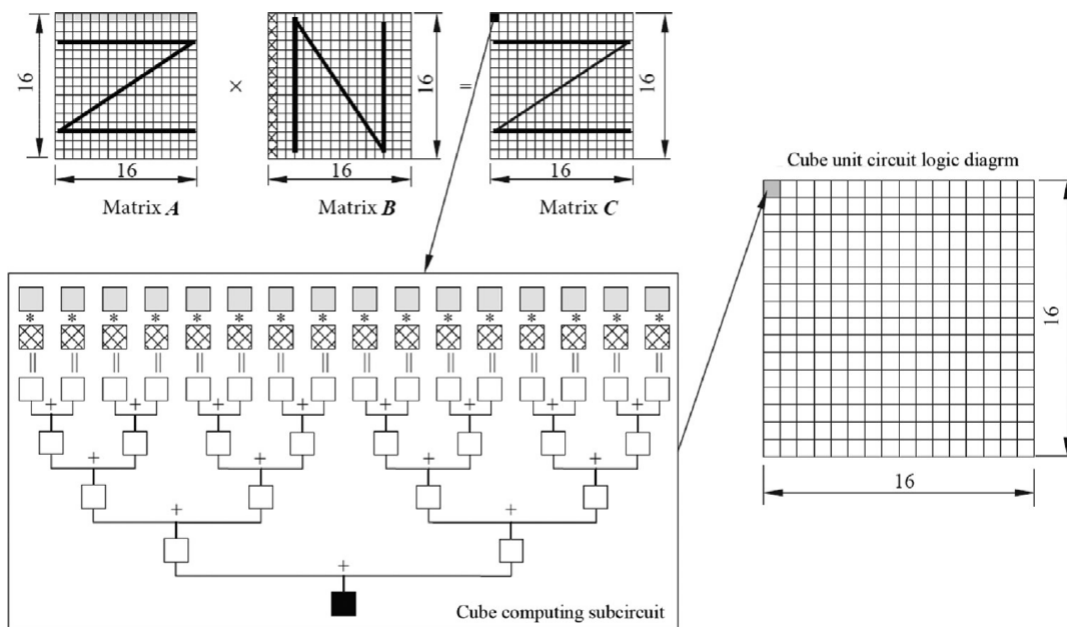 16
×
16
=
16
16
16
16
Matrix A
Matrix B
Matrix C
Cube unit circuit logic diagrm
* * * * * * * * * * * * * * * *
|| || || || || || || || || || || || || || || ||
+ + + + + + + +
+ + + +
+ +
+
Cube computing subcircuit
16
16